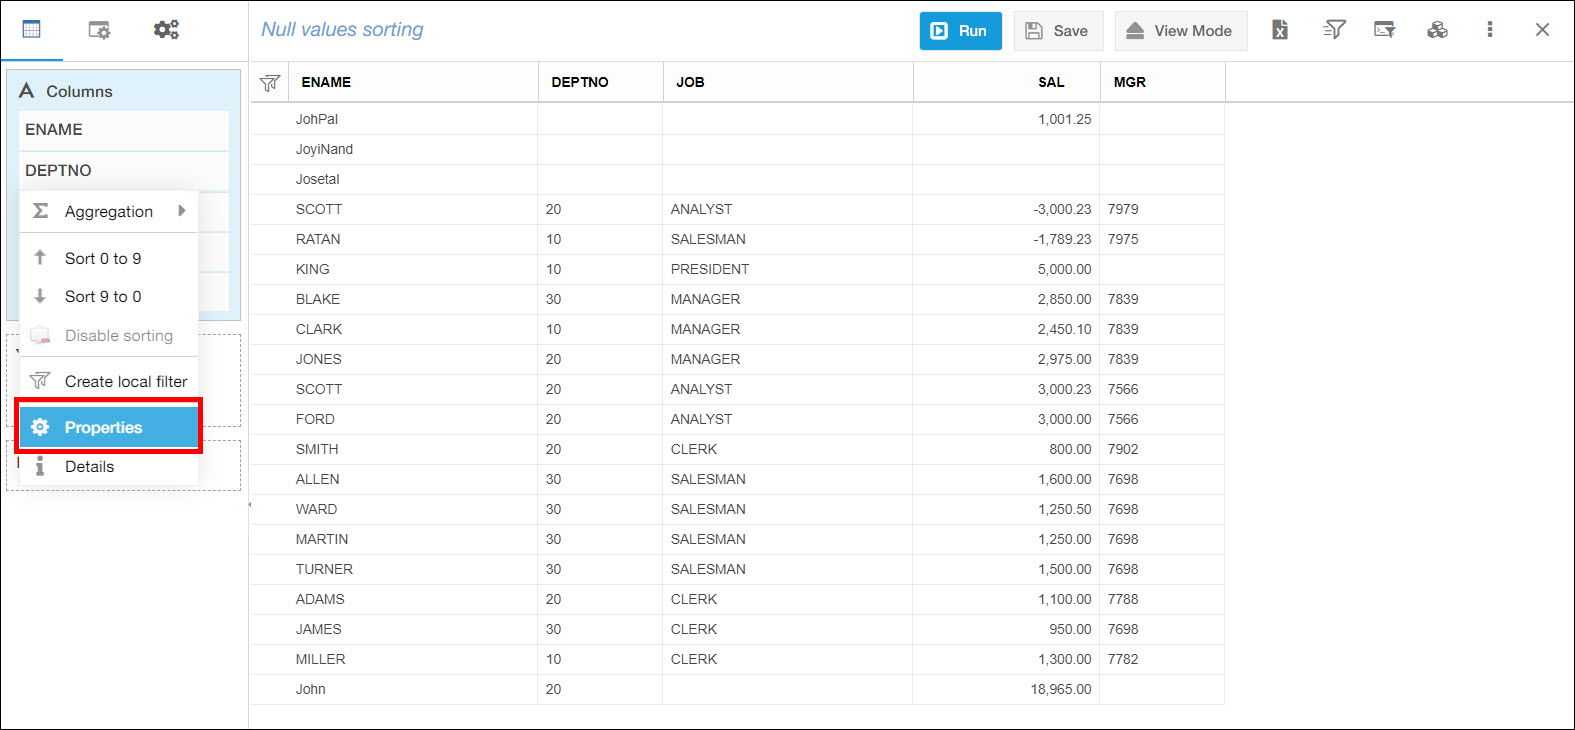 Null values sorting
Run
Save
View Mode
Columns
ENAME
DEPTNO
Aggregation
Sort 0 to 9
Sort 9 to 0
Disable sorting
Create local filter
Properties
Details
ENAME DEPTNO JOB SAL MGR
JohPal 1,001.25
JoyiNand
Josetal
SCOTT 20 ANALYST -3,000.23 7979
RATAN 10 SALESMAN -1,789.23 7975
KING 10 PRESIDENT 5,000.00
BLAKE 30 MANAGER 2,850.00 7839
CLARK 10 MANAGER 2,450.10 7839
JONES 20 MANAGER 2,975.00 7839
SCOTT 20 ANALYST 3,000.23 7566
FORD 20 ANALYST 3,000.00 7566
SMITH 20 CLERK 800.00 7902
ALLEN 30 SALESMAN 1,600.00 7698
WARD 30 SALESMAN 1,250.50 7698
MARTIN 30 SALESMAN 1,250.00 7698
TURNER 30 SALESMAN 1,500.00 7698
ADAMS 20 CLERK 1,100.00 7788
JAMES 30 CLERK 950.00 7698
MILLER 10 CLERK 1,300.00 7782
John 20 18,965.00